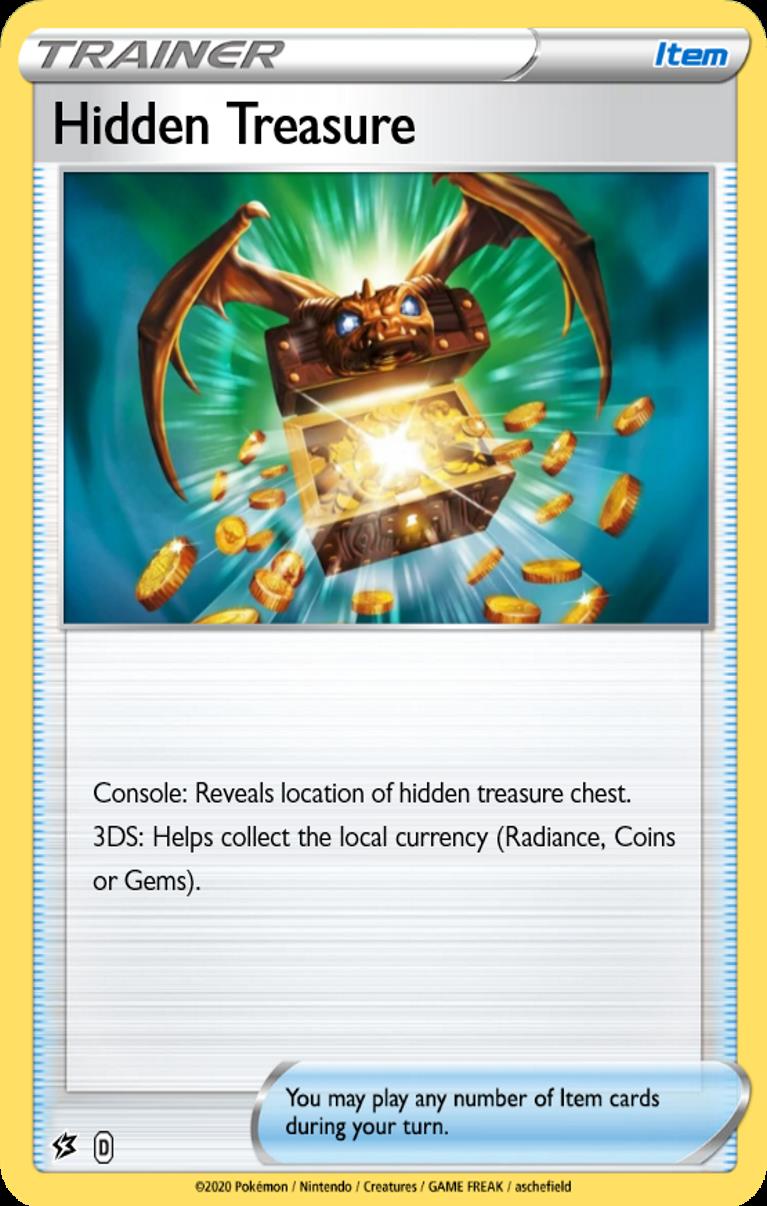 TRAINER
Item
Hidden Treasure
Console: Reveals location of hidden treasure chest.
3DS: Helps collect the local currency (Radiance, Coins
or Gems).
You may play any number of Item cards
during your turn.
D
©2020 Pokémon / Nintendo / Creatures / GAME FREAK / aschefield